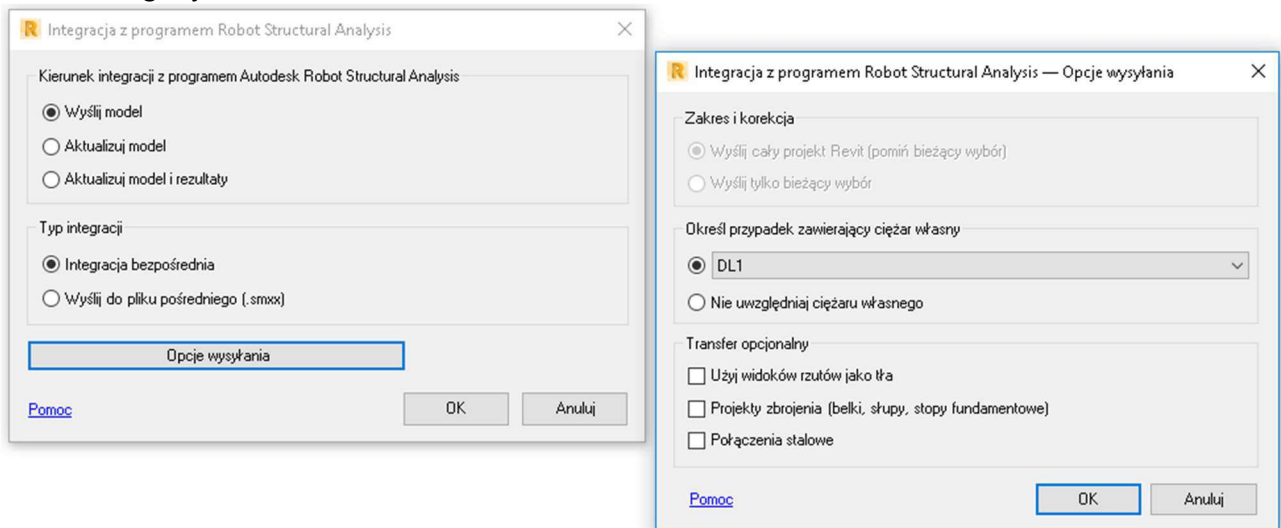 Integracja z programem Robot Structural Analysis
Kierunek integracji z programem Autodesk Robot Structural Analysis
Wyślij model
Aktualizuj model
Aktualizuj model i rezultaty
Typ integracji
Integracja bezpośrednia
Wyślij do pliku pośredniego (.smxx)
Opcje wysyłania
Pomoc
OK
Anuluj
Integracja z programem Robot Structural Analysis — Opcje wysyłania
Zakres i korekcja
Wyślij cały projekt Revit (pomiń bieżący wybór)
Wyślij tylko bieżący wybór
Określ przypadek zawierający ciężar własny
DL1
Nie uwzględniaj ciężaru własnego
Transfer opcjonalny
Użyj widoków rzutów jako tła
Projekty zbrojenia (belki, słupy, stopy fundamentowe)
Połączenia stalowe
Pomoc
OK
Anuluj